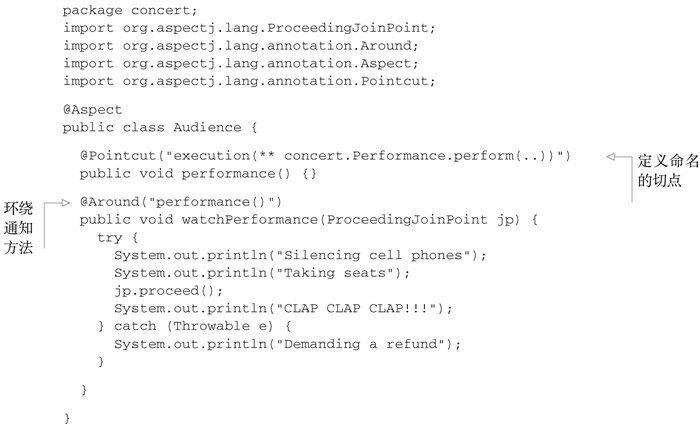 package concert;
import org.aspectj.lang.ProceedingJoinPoint;
import org.aspectj.lang.annotation.Around;
import org.aspectj.lang.annotation.Aspect;
import org.aspectj.lang.annotation.Pointcut;
@Aspect
public class Audience {
@Pointcut("execution(** concert.Performance.perform(..))")
public void performance() {}
定义命名
的切点
环绕
通知
方法
@Around("performance()")
public void watchPerformance(ProceedingJoinPoint jp) {
try {
System.out.println("Silencing cell phones");
System.out.println("Taking seats");
jp.proceed();
System.out.println("CLAP CLAP CLAP!!!");
} catch (Throwable e) {
System.out.println("Demanding a refund");
}
}
}